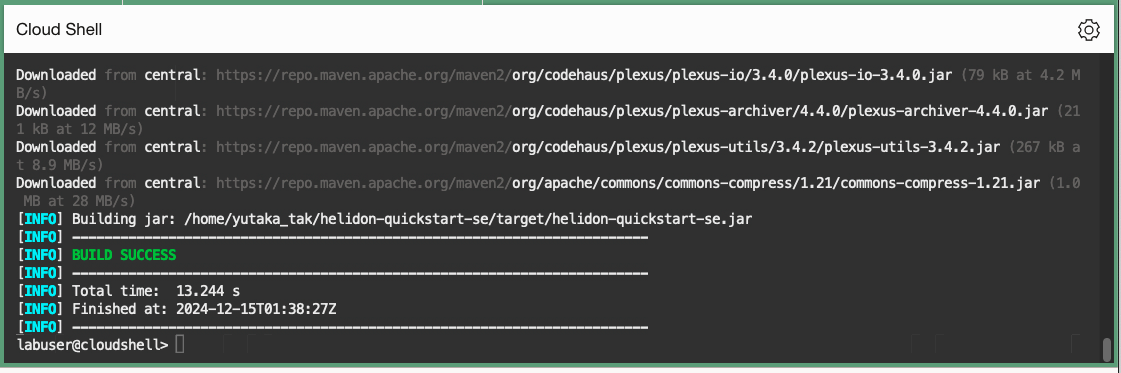 Cloud Shell
Downloaded from central: https://repo.maven.apache.org/maven2/org/codehaus/plexus/plexus-io/3.4.0/plexus-io-3.4.0.jar (79 kB at 4.2 M
B/s)
Downloaded from central: https://repo.maven.apache.org/maven2/org/codehaus/plexus/plexus-archiver/4.4.0/plexus-archiver-4.4.0.jar (21
1 kB at 12 MB/s)
Downloaded from central: https://repo.maven.apache.org/maven2/org/codehaus/plexus/plexus-utils/3.4.2/plexus-utils-3.4.2.jar (267 kB a
t 8.9 MB/s)
Downloaded from central: https://repo.maven.apache.org/maven2/org/apache/commons/commons-compress/1.21/commons-compress-1.21.jar (1.0
 MB at 28 MB/s)
[INFO] Building jar: /home/yutaka_tak/helidon-quickstart-se/target/helidon-quickstart-se.jar
[INFO] ------------------------------------------------------------------------
[INFO] BUILD SUCCESS
[INFO] ------------------------------------------------------------------------
[INFO] Total time:  13.244 s
[INFO] Finished at: 2024-12-15T01:38:27Z
[INFO] ------------------------------------------------------------------------
labuser@cloudshell>